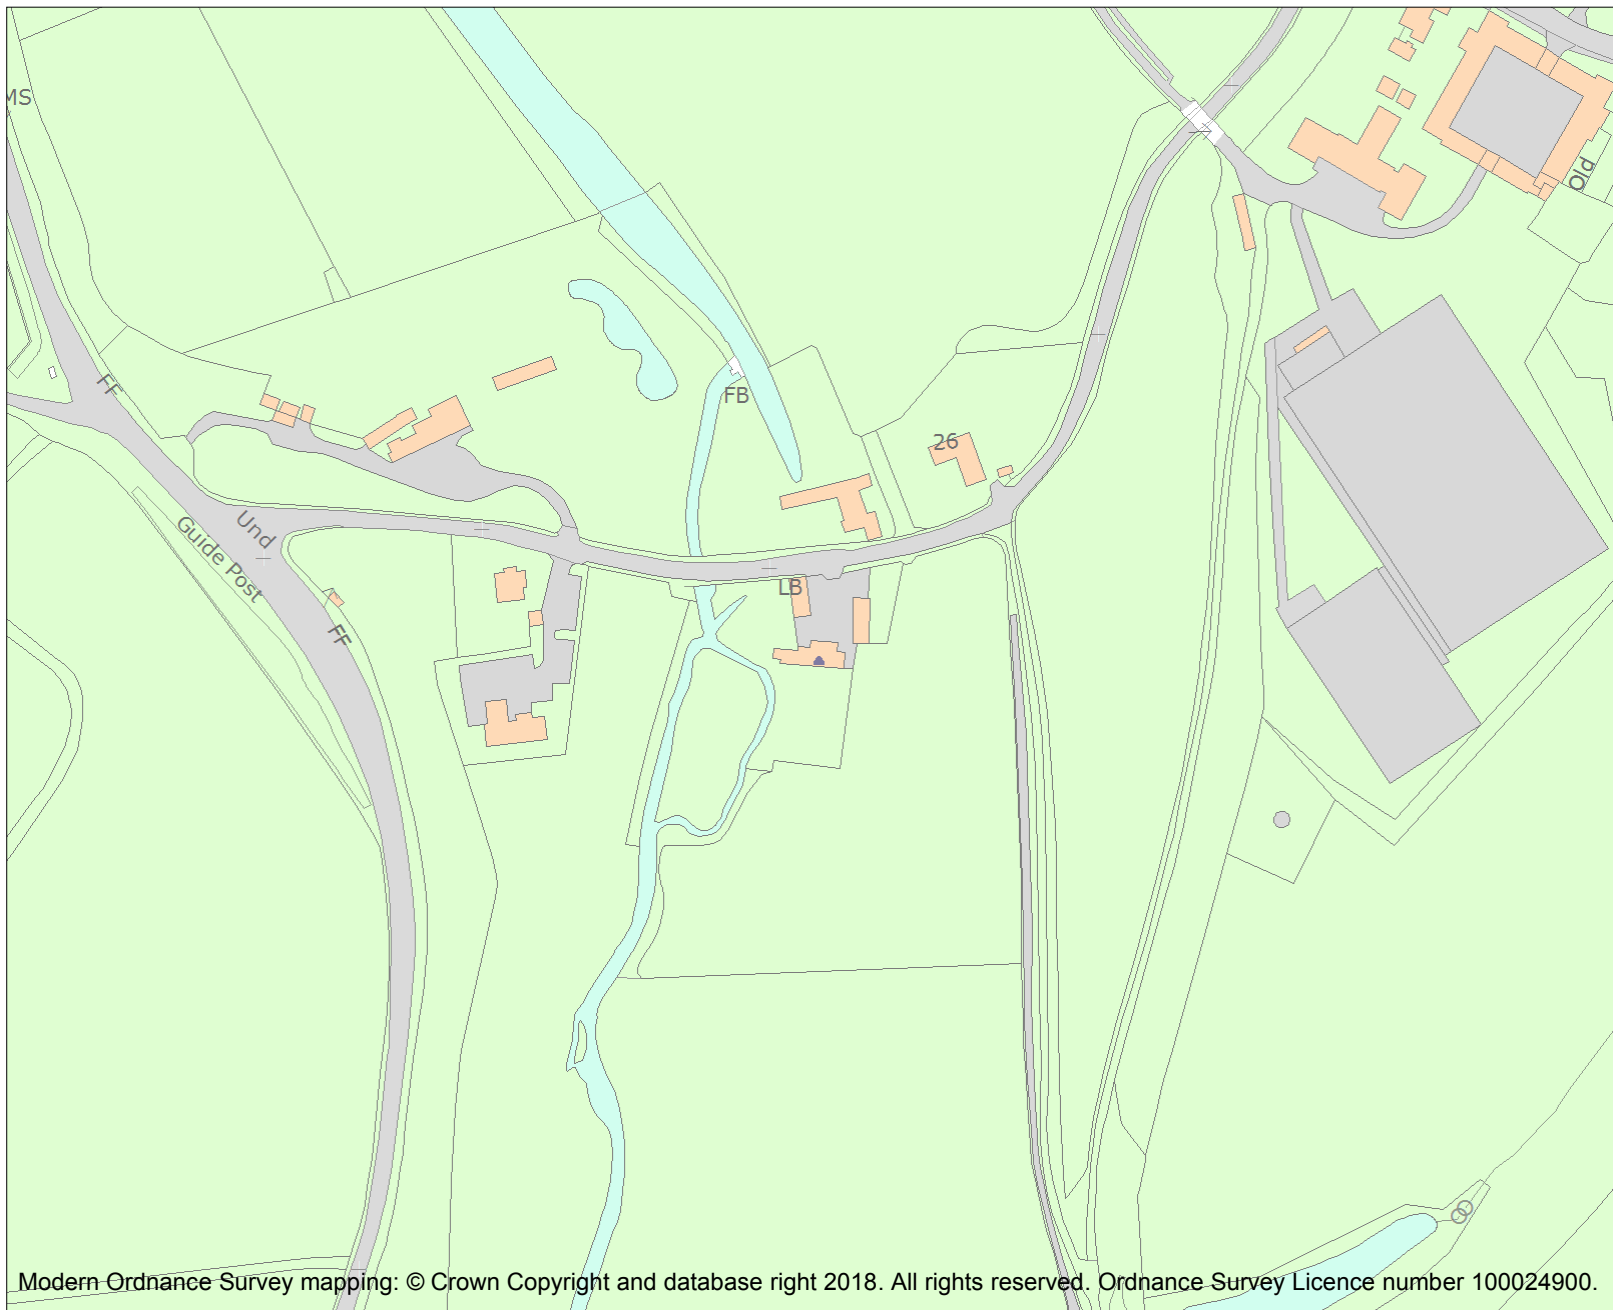 MS
Old
FF
FB
26
Und
Guide Post
LB
FF
Modern Ordnance Survey mapping: © Crown Copyright and database right 2018. All rights reserved. Ordnance Survey Licence number 100024900.